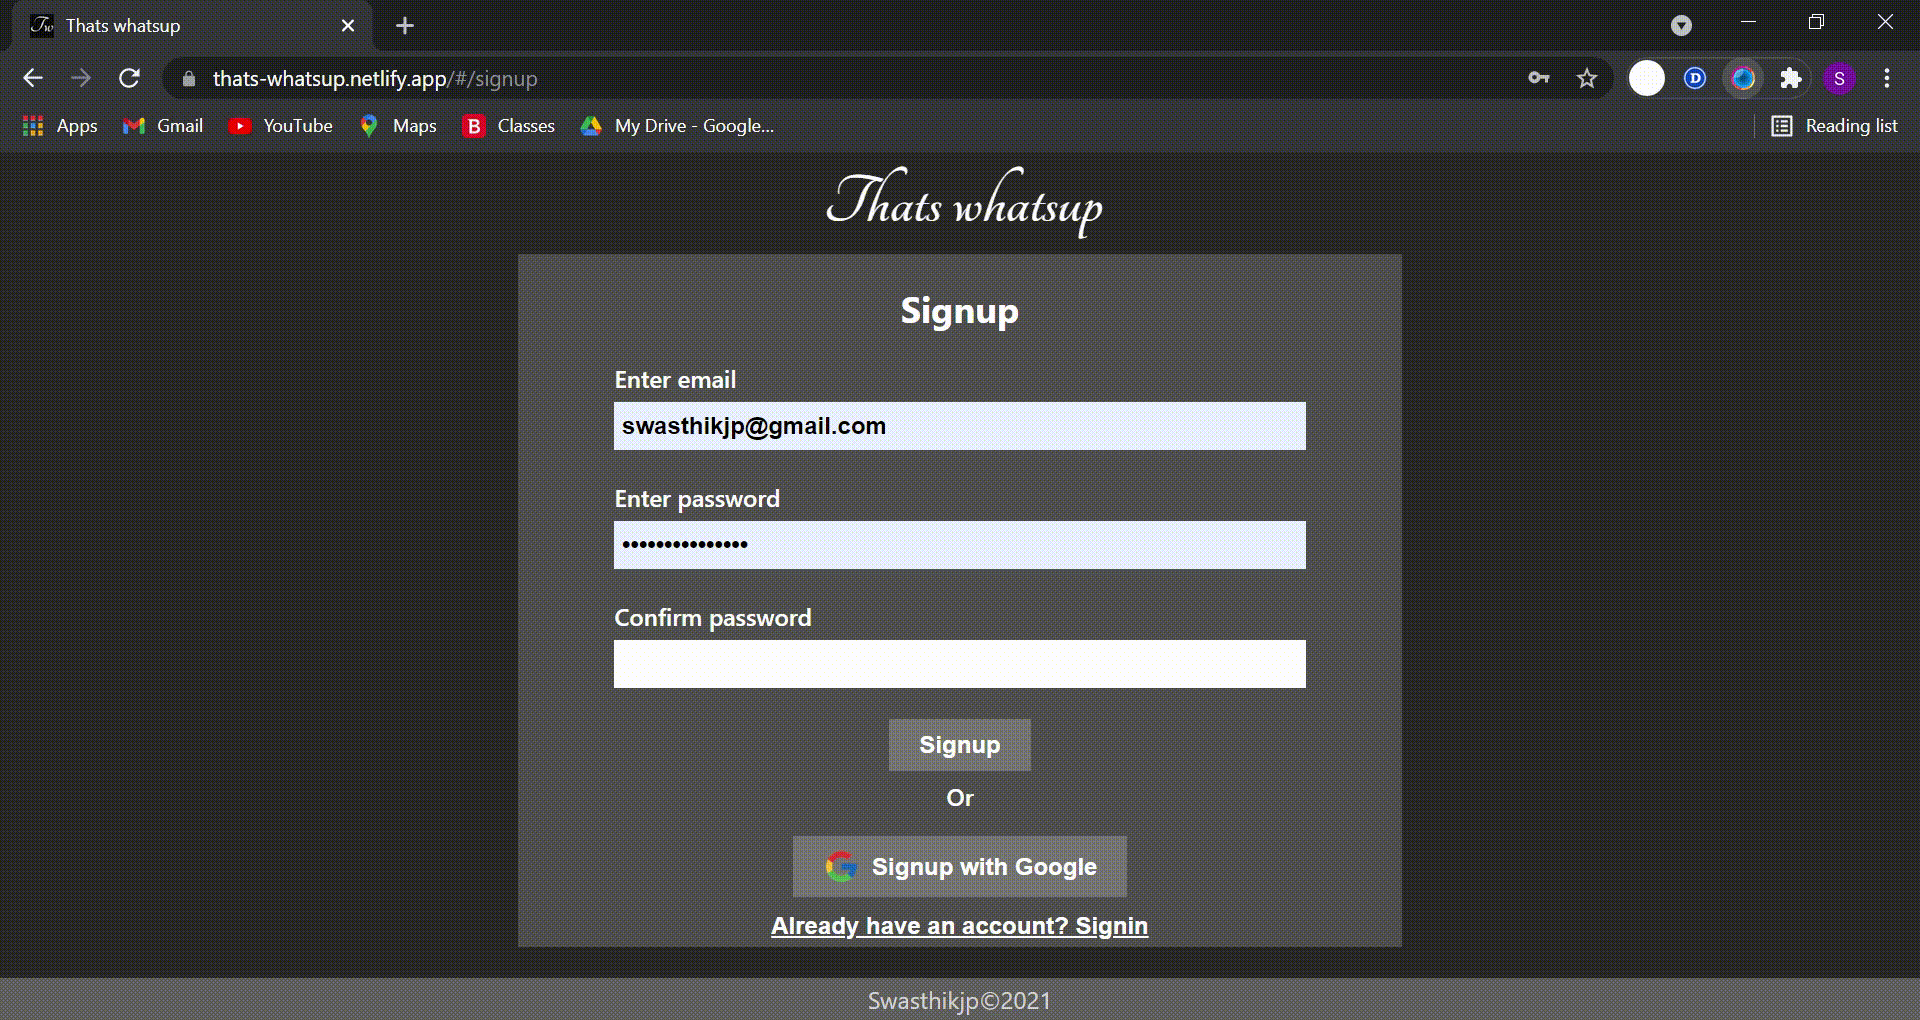 Tw Thats whatsup
thats-whatsup.netlify.app/#/signup
D
S
Apps Gmail YouTube Maps B Classes My Drive - Google... Reading list
Thats whatsup
Signup
Enter email
swasthikjp@gmail.com
Enter password
•••••••••••••••
Confirm password
Signup
Or
G Signup with Google
Already have an account? Signin
Swasthikjp©2021